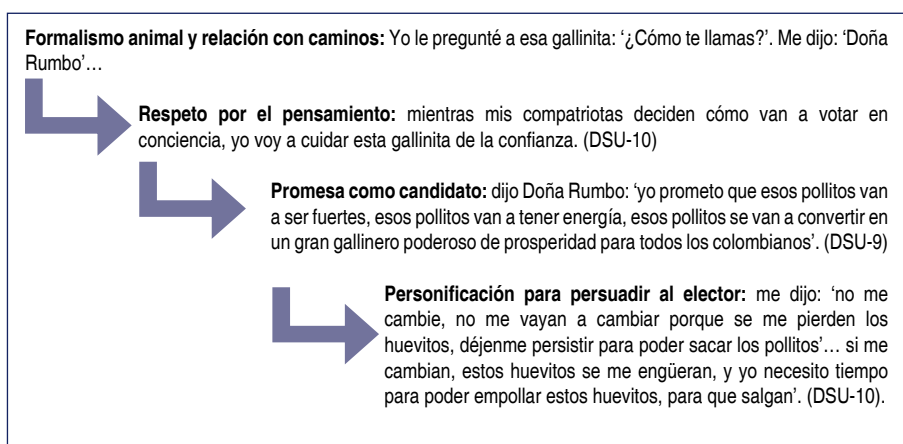 Formalismo animal y relación con caminos: Yo le pregunté a esa gallinita: ‘¿Cómo te llamas?’. Me dijo: ‘Doña
Rumbo’…
Respeto por el pensamiento: mientras mis compatriotas deciden cómo van a votar en
conciencia, yo voy a cuidar esta gallinita de la confianza. (DSU-10)
Promesa como candidato: dijo Doña Rumbo: ‘yo prometo que esos pollitos van
a ser fuertes, esos pollitos van a tener energía, esos pollitos se van a convertir en
un gran gallinero poderoso de prosperidad para todos los colombianos’. (DSU-9)
Personificación para persuadir al elector: me dijo: ‘no me
cambie, no me vayan a cambiar porque se me pierden los
huevitos, déjenme persistir para poder sacar los pollitos’… si me
cambian, estos huevitos se me engüeran, y yo necesito tiempo
para poder empollar estos huevitos, para que salgan’. (DSU-10).